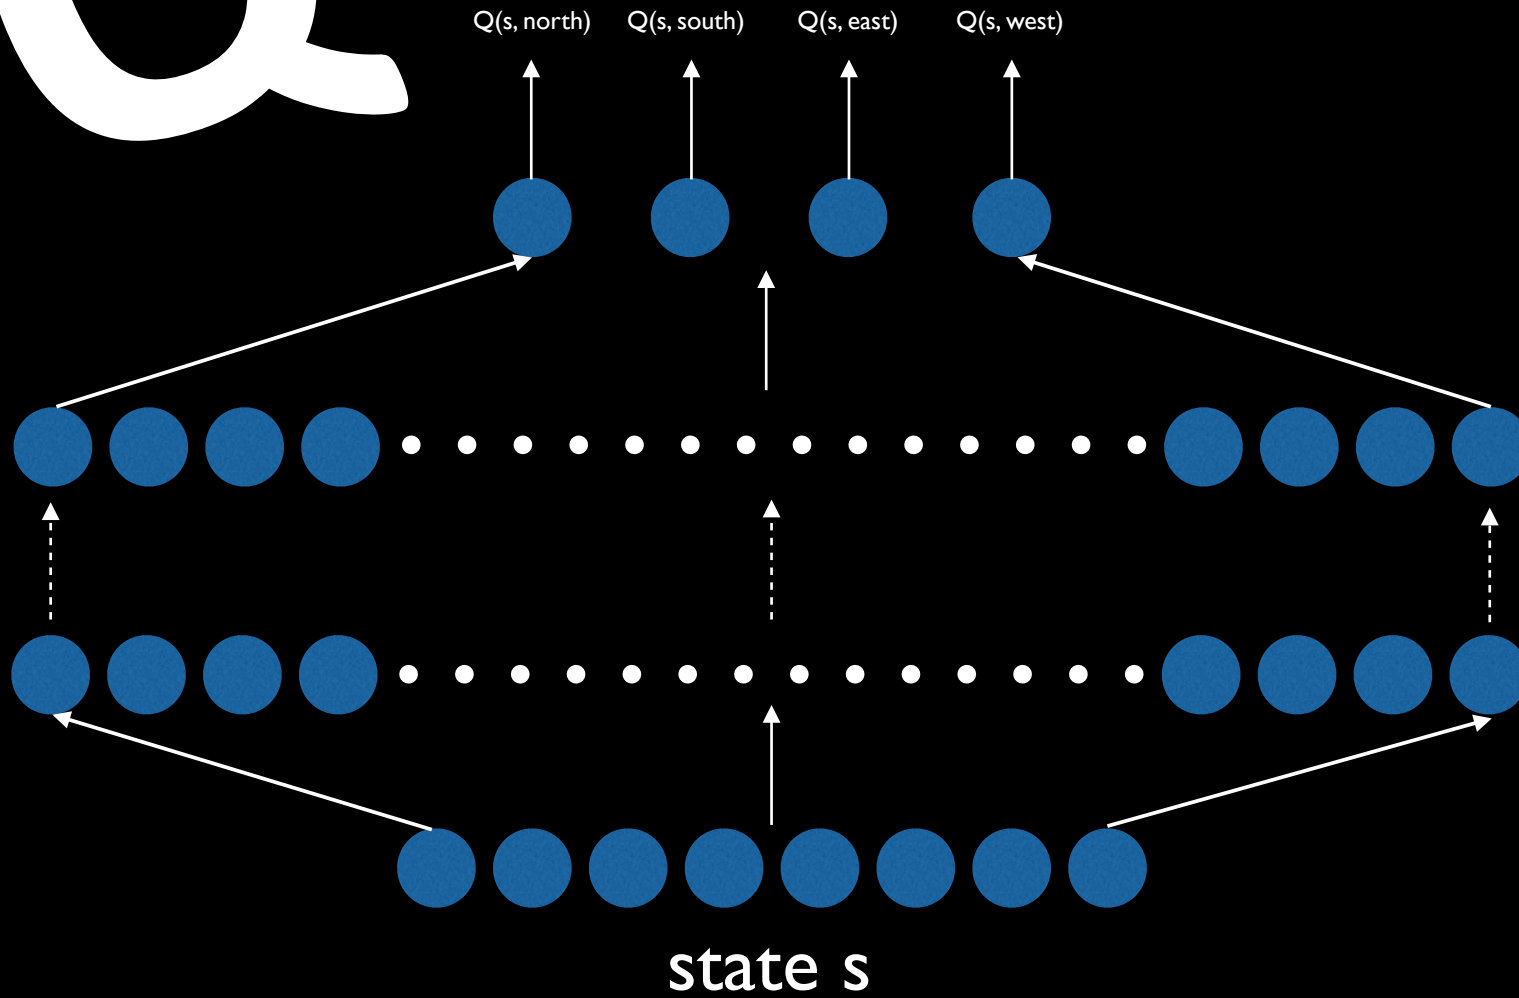 Q
Q(s, north) Q(s, south) Q(s, east) Q(s, west)
state s